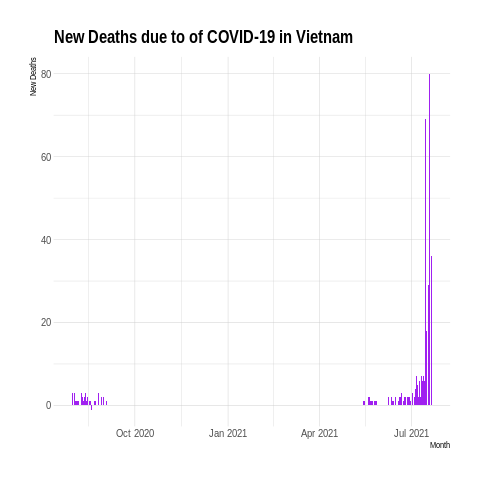 New Deaths due to of COVID-19 in Vietnam
New Deaths
80
60
40
20
0
Oct 2020
Jan 2021
Apr 2021
Jul 2021
Month